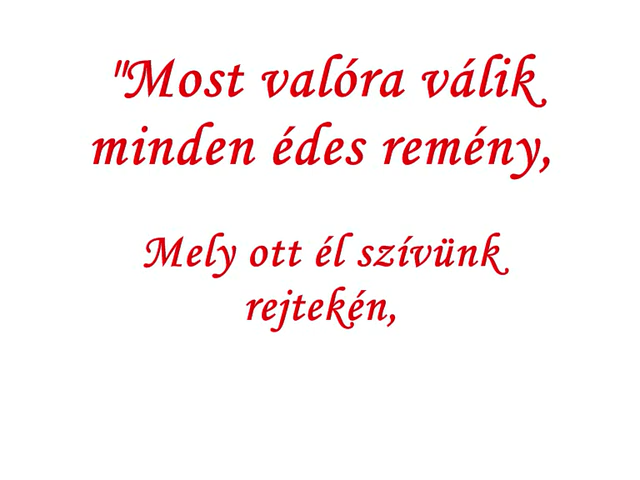 "Most valóra válik
minden édes remény,
Mely ott él szívünk
rejtekén,